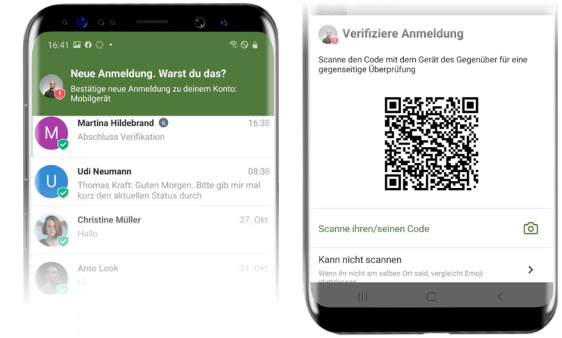 16:41
Neue Anmeldung. Warst du das?
Bestätige neue Anmeldung zu deinem Konto:
Mobilgerät
M
Martina Hildebrand 6 16:38
Abschluss Verifikation
U
Udi Neumann 08:38
Thomas Kraft: Guten Morgen. Bitte gib mir mal
kurz den aktuellen Status durch
Christine Müller 27. Okt.
Hallo
Arno Look 21. Okt.
Hi
Verifiziere Anmeldung
Scanne den Code mit dem Gerät des Gegenüber für eine
gegenseitige Überprüfung
Scanne ihren/seinen Code
Kann nicht scannen
Wenn ihr nicht am selben Ort seid, vergleicht Emoji